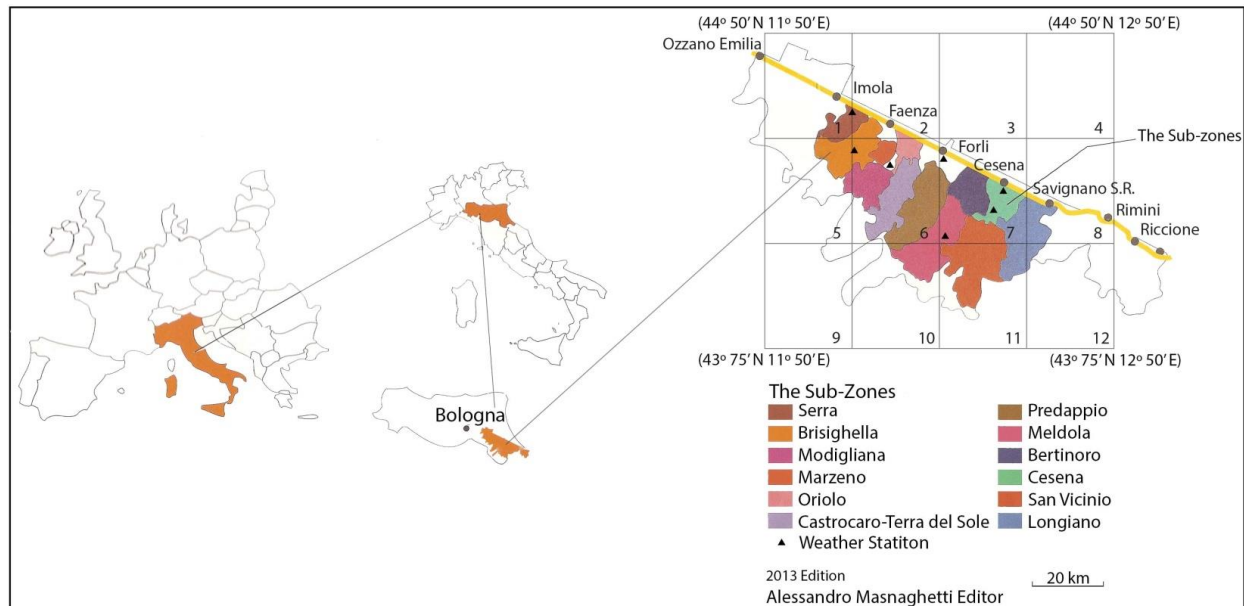 (44º 50′ N 11º 50′ E)
(44º 50′ N 12º 50′ E)
Ozzano Emilia
Imola
Faenza
1
2
3
4
The Sub-zones
Forli
Cesena
Savignano S.R.
Rimini
Riccione
5
6
7
8
9
10
11
12
(43º 75′ N 11º 50′ E)
(43º 75′ N 12º 50′ E)
Bologna
The Sub-Zones
Serra
Brisighella
Modigliana
Marzeno
Oriolo
Castrocaro-Terra del Sole
Weather Statiton
Predappio
Meldola
Bertinoro
Cesena
San Vicinio
Longiano
2013 Edition
20 km
Alessandro Masnaghetti Editor